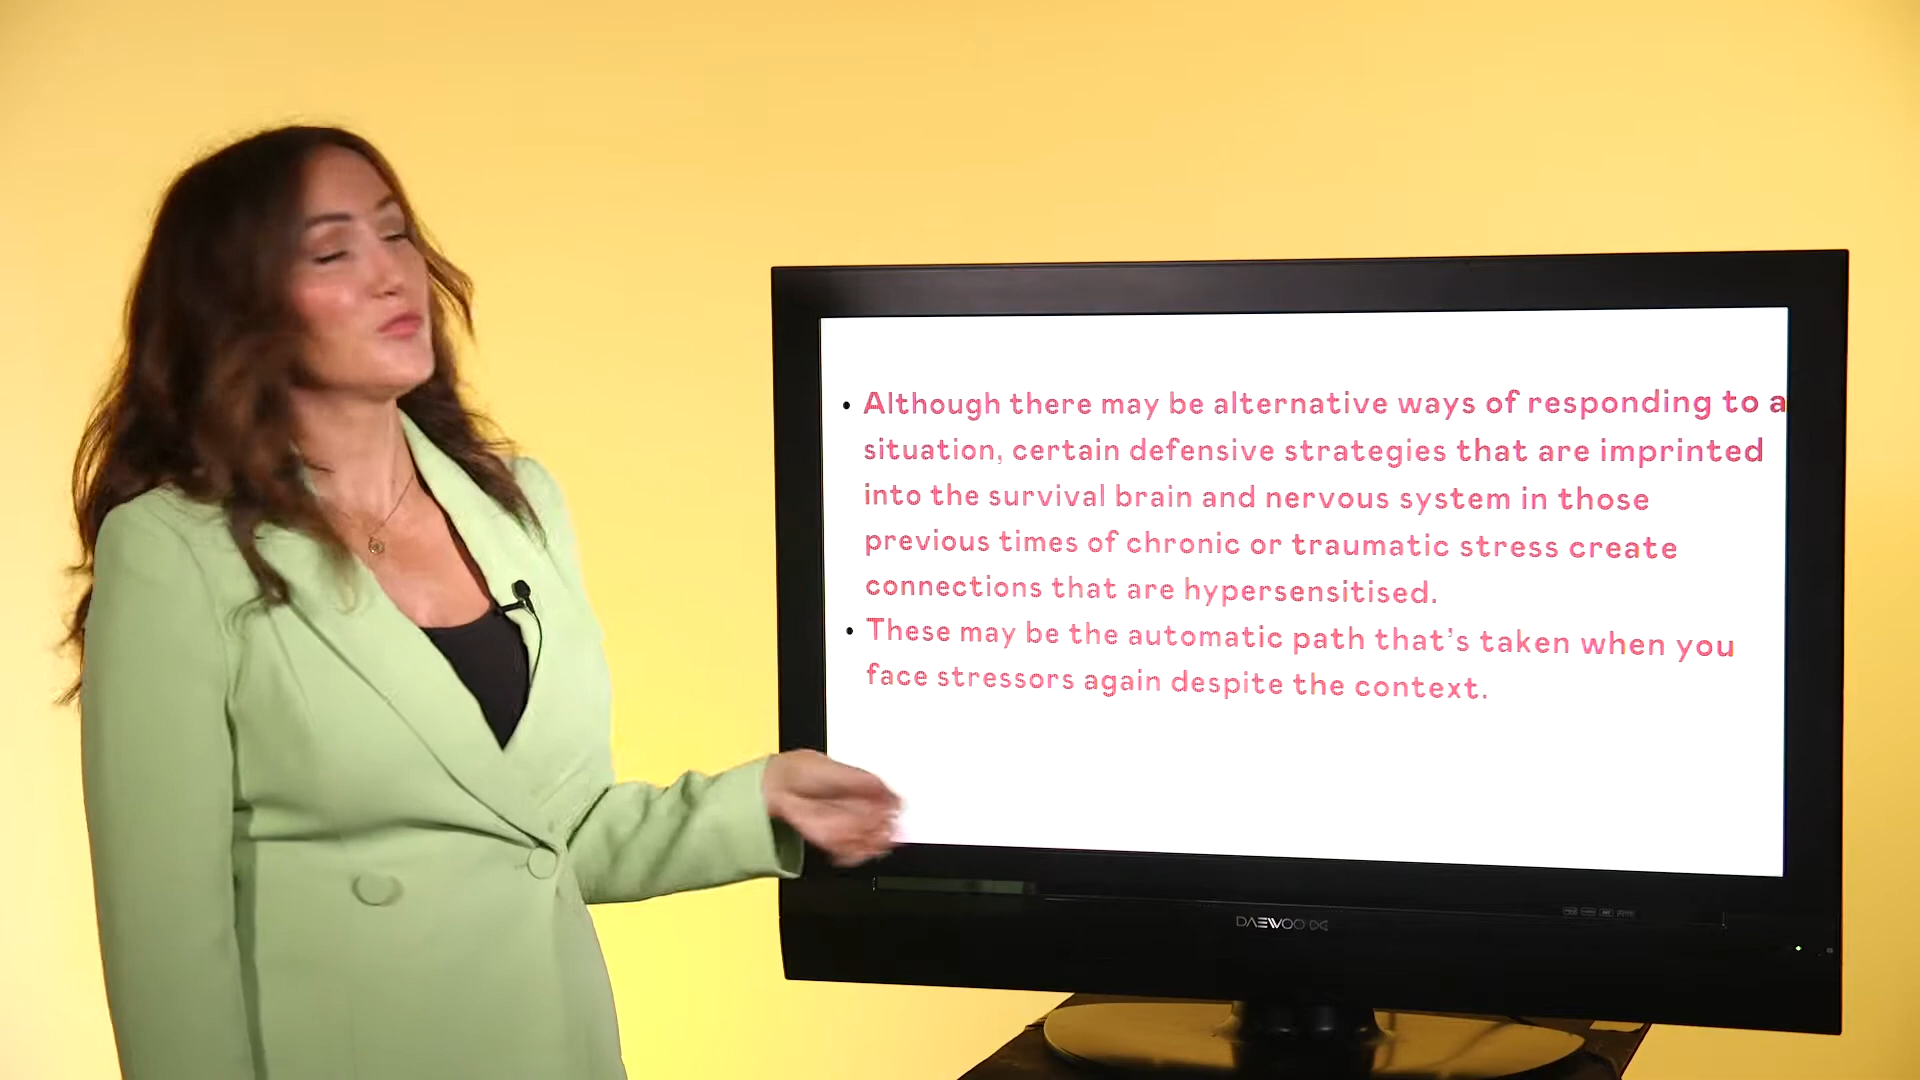 • Although there may be alternative ways of responding to a
situation, certain defensive strategies that are imprinted
into the survival brain and nervous system in those
previous times of chronic or traumatic stress create
connections that are hypersensitised.
• These may be the automatic path that's taken when you
face stressors again despite the context.
DAEWOO